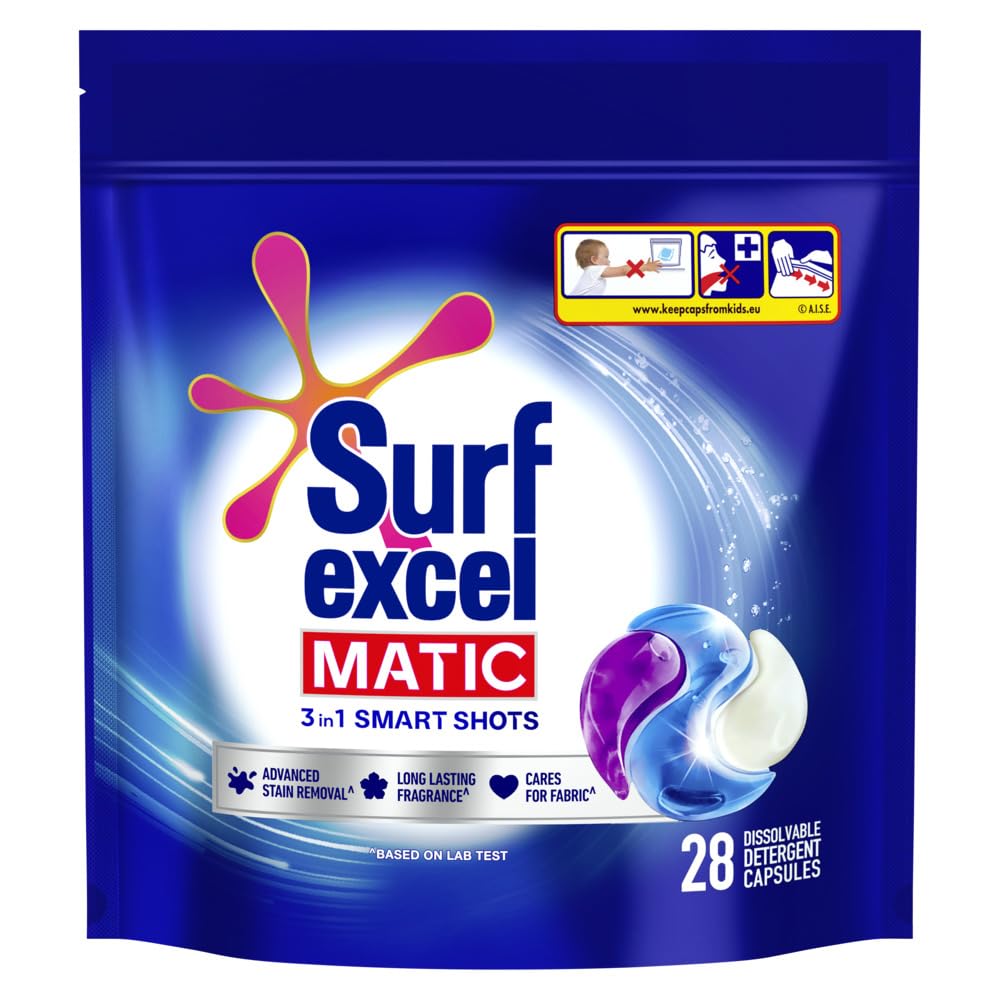 www.keepcapsfromkids.eu
© A.I.S.E.
Surf
excel
MATIC
3 in 1 SMART SHOTS
ADVANCED
STAIN REMOVAL^
LONG LASTING
FRAGRANCE^
CARES
FOR FABRIC^
^BASED ON LAB TEST
28 DISSOLVABLE
DETERGENT
CAPSULES